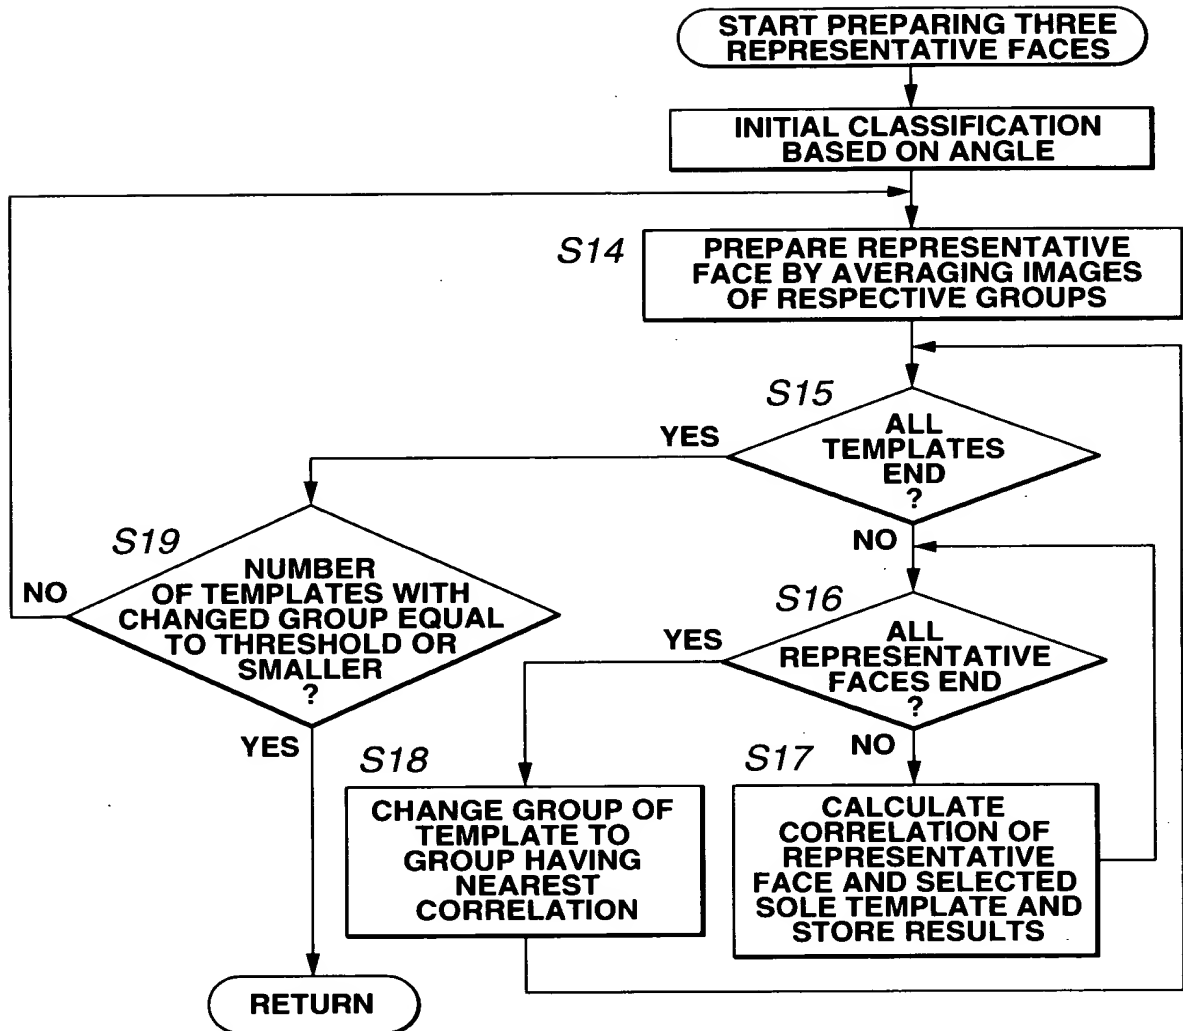 START PREPARING THREE
REPRESENTATIVE FACES
INITIAL CLASSIFICATION
BASED ON ANGLE
S14
PREPARE REPRESENTATIVE
FACE BY AVERAGING IMAGES
OF RESPECTIVE GROUPS
S15
YES
ALL
TEMPLATES
END
?
NO
S19
NO
NUMBER
OF TEMPLATES WITH
CHANGED GROUP EQUAL
TO THRESHOLD OR
SMALLER
?
YES
S16
YES
ALL
REPRESENTATIVE
FACES END
?
NO
S18
CHANGE GROUP OF
TEMPLATE TO
GROUP HAVING
NEAREST
CORRELATION
S17
CALCULATE
CORRELATION OF
REPRESENTATIVE
FACE AND SELECTED
SOLE TEMPLATE AND
STORE RESULTS
RETURN